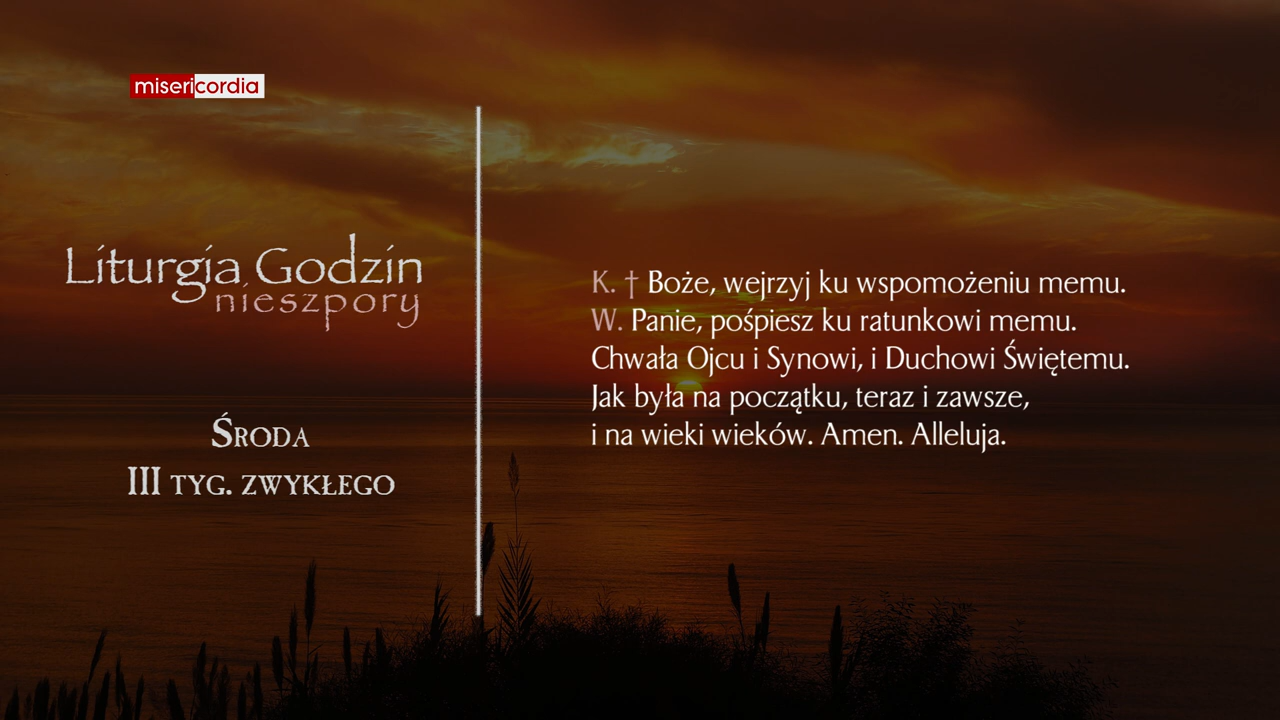 misericordia
Liturgia Godzin
nieszpory
Środa
III tyg. zwykłego
K. † Boże, wejrzyj ku wspomożeniu memu.
W. Panie, pośpiesz ku ratunkowi memu.
Chwała Ojcu i Synowi, i Duchowi Świętemu.
Jak była na początku, teraz i zawsze,
i na wieki wieków. Amen. Alleluja.